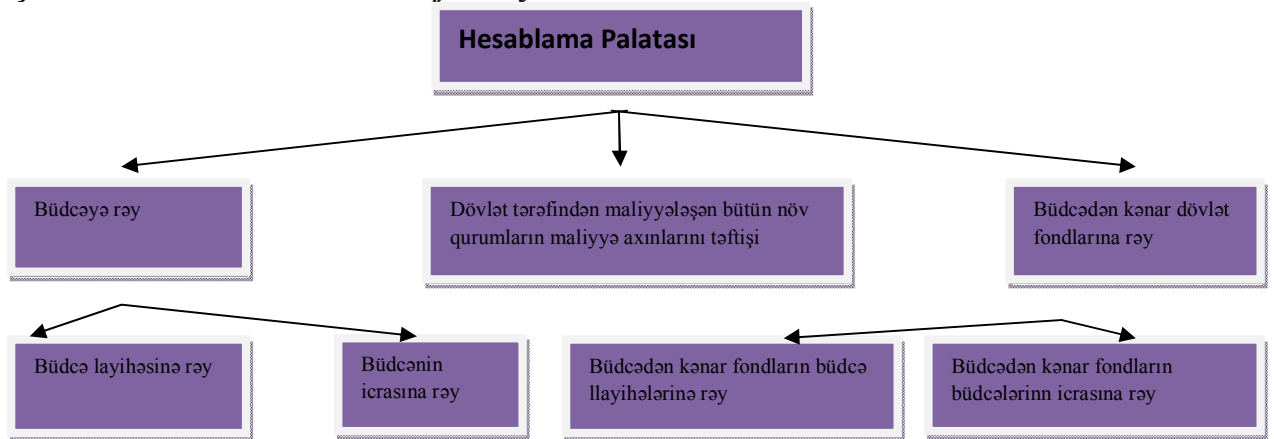 Hesablama Palatası
Büdcəyə rəy
Dövlət tərəfindən maliyyələşən bütün növ
qurumların maliyyə axınlarını təftişi
Büdcədən kənar dövlət
fondlarına rəy
Büdcə layihəsinə rəy
Büdcənin
icrasına rəy
Büdcədən kənar fondların büdcə
llayihələrinə rəy
Büdcədən kənar fondların
büdcələrinn icrasına rəy